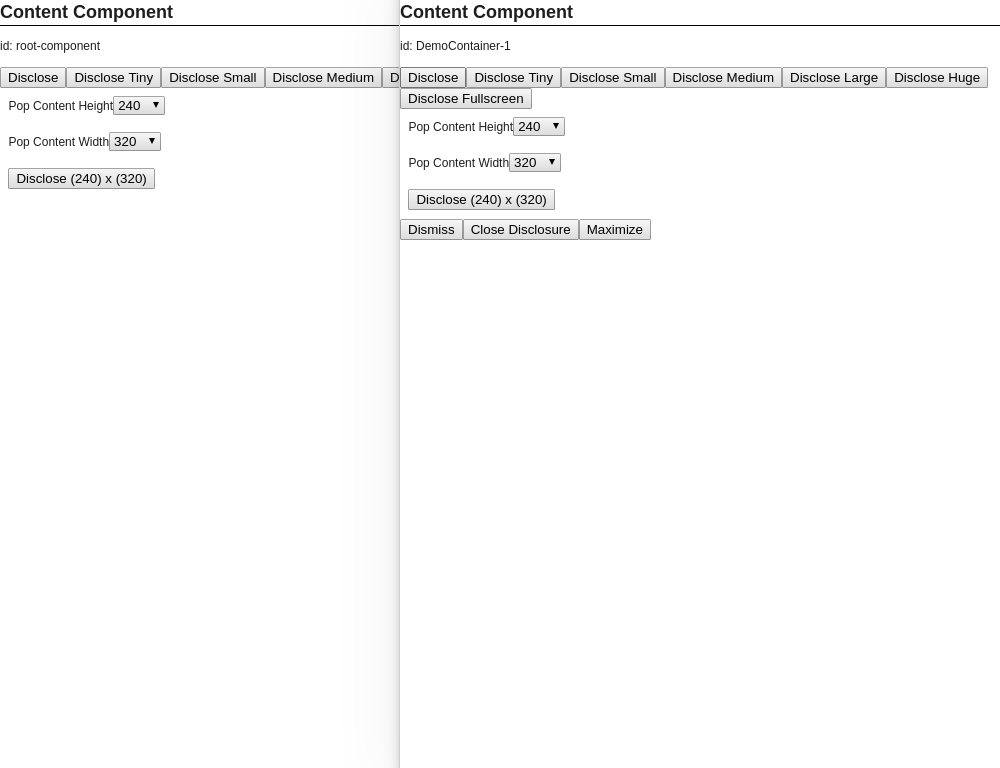 Content Component
id: root-component
Disclose Disclose Tiny Disclose Small Disclose Medium D
Pop Content Height 240
Pop Content Width 320
Disclose (240) x (320)
Content Component
id: DemoContainer-1
Disclose Disclose Tiny Disclose Small Disclose Medium Disclose Large Disclose Huge
Disclose Fullscreen
Pop Content Height 240
Pop Content Width 320
Disclose (240) x (320)
Dismiss Close Disclosure Maximize